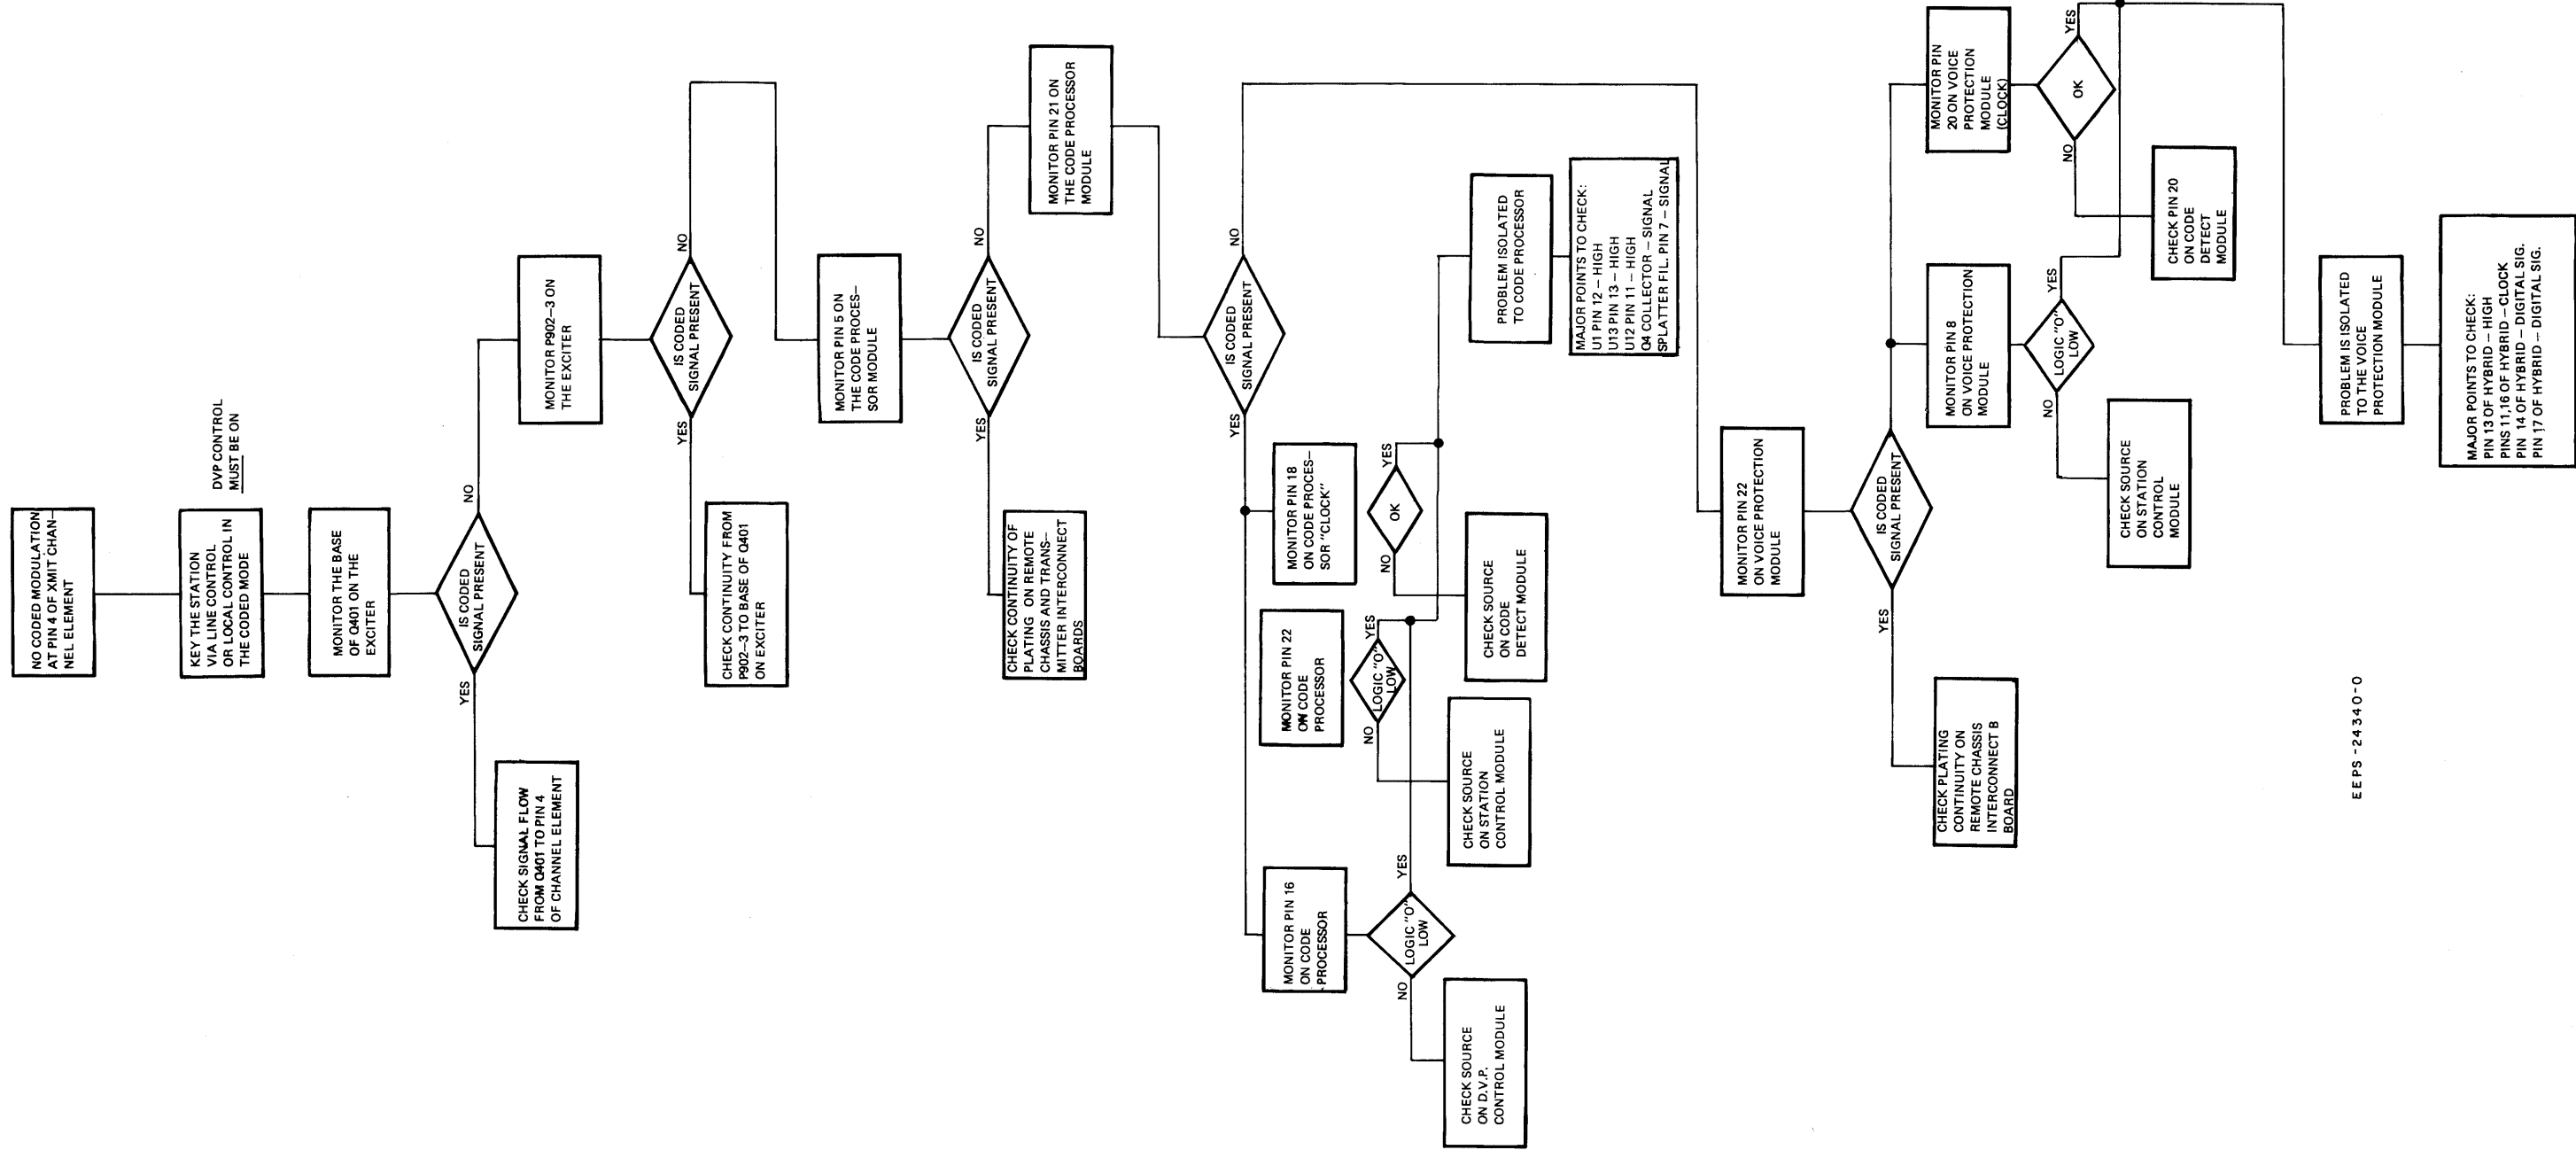 NO CODED MODULATION
AT PIN 4 OF XMIT CHAN–
NEL ELEMENT
KEY THE STATION
VIA LINE CONTROL
OR LOCAL CONTROL IN
THE CODED MODE
DVP CONTROL
MUST BE ON
MONITOR THE BASE
OF Q401 ON THE
EXCITER
IS CODED
SIGNAL PRESENT
YES
NO
CHECK SIGNAL FLOW
FROM Q401 TO PIN 4
OF CHANNEL ELEMENT
MONITOR P902–3 ON
THE EXCITER
IS CODED
SIGNAL PRESENT
YES
NO
CHECK CONTINUITY FROM
P902–3 TO BASE OF Q401
ON EXCITER
MONITOR PIN 5 ON
THE CODE PROCES–
SOR MODULE
IS CODED
SIGNAL PRESENT
YES
NO
CHECK CONTINUITY OF
PLATING ON REMOTE
CHASSIS AND TRANS–
MITTER INTERCONNECT
BOARDS
MONITOR PIN 21 ON
THE CODE PROCESSOR
MODULE
IS CODED
SIGNAL PRESENT
YES
NO
MONITOR PIN 16
ON CODE
PROCESSOR
LOGIC "O"
LOW
NO
YES
CHECK SOURCE
ON D.V.P.
CONTROL MODULE
MONITOR PIN 22
ON CODE
PROCESSOR
LOGIC "O"
LOW
NO
YES
CHECK SOURCE
ON STATION
CONTROL MODULE
MONITOR PIN 18
ON CODE PROCES–
SOR "CLOCK"
OK
NO
YES
CHECK SOURCE
ON CODE
DETECT MODULE
PROBLEM ISOLATED
TO CODE PROCESSOR
MAJOR POINTS TO CHECK:
U1 PIN 12 – HIGH
U13 PIN 13 – HIGH
U12 PIN 11 – HIGH
Q4 COLLECTOR – SIGNAL
SPLATTER FIL. PIN 7 – SIGNAL
MONITOR PIN 22
ON VOICE PROTECTION
MODULE
IS CODED
SIGNAL PRESENT
YES
CHECK PLATING
CONTINUITY ON
REMOTE CHASSIS
INTERCONNECT B
BOARD
MONITOR PIN 8
ON VOICE PROTECTION
MODULE
LOGIC "O"
LOW
NO
YES
CHECK SOURCE
ON STATION
CONTROL
MODULE
MONITOR PIN
20 ON VOICE
PROTECTION
MODULE
(CLOCK)
OK
NO
YES
CHECK PIN 20
ON CODE
DETECT
MODULE
PROBLEM IS ISOLATED
TO THE VOICE
PROTECTION MODULE
MAJOR POINTS TO CHECK:
PIN 13 OF HYBRID – HIGH
PINS 11,16 OF HYBRID –CLOCK
PIN 14 OF HYBRID – DIGITAL SIG.
PIN 17 OF HYBRID – DIGITAL SIG.
EEPS-24340-O